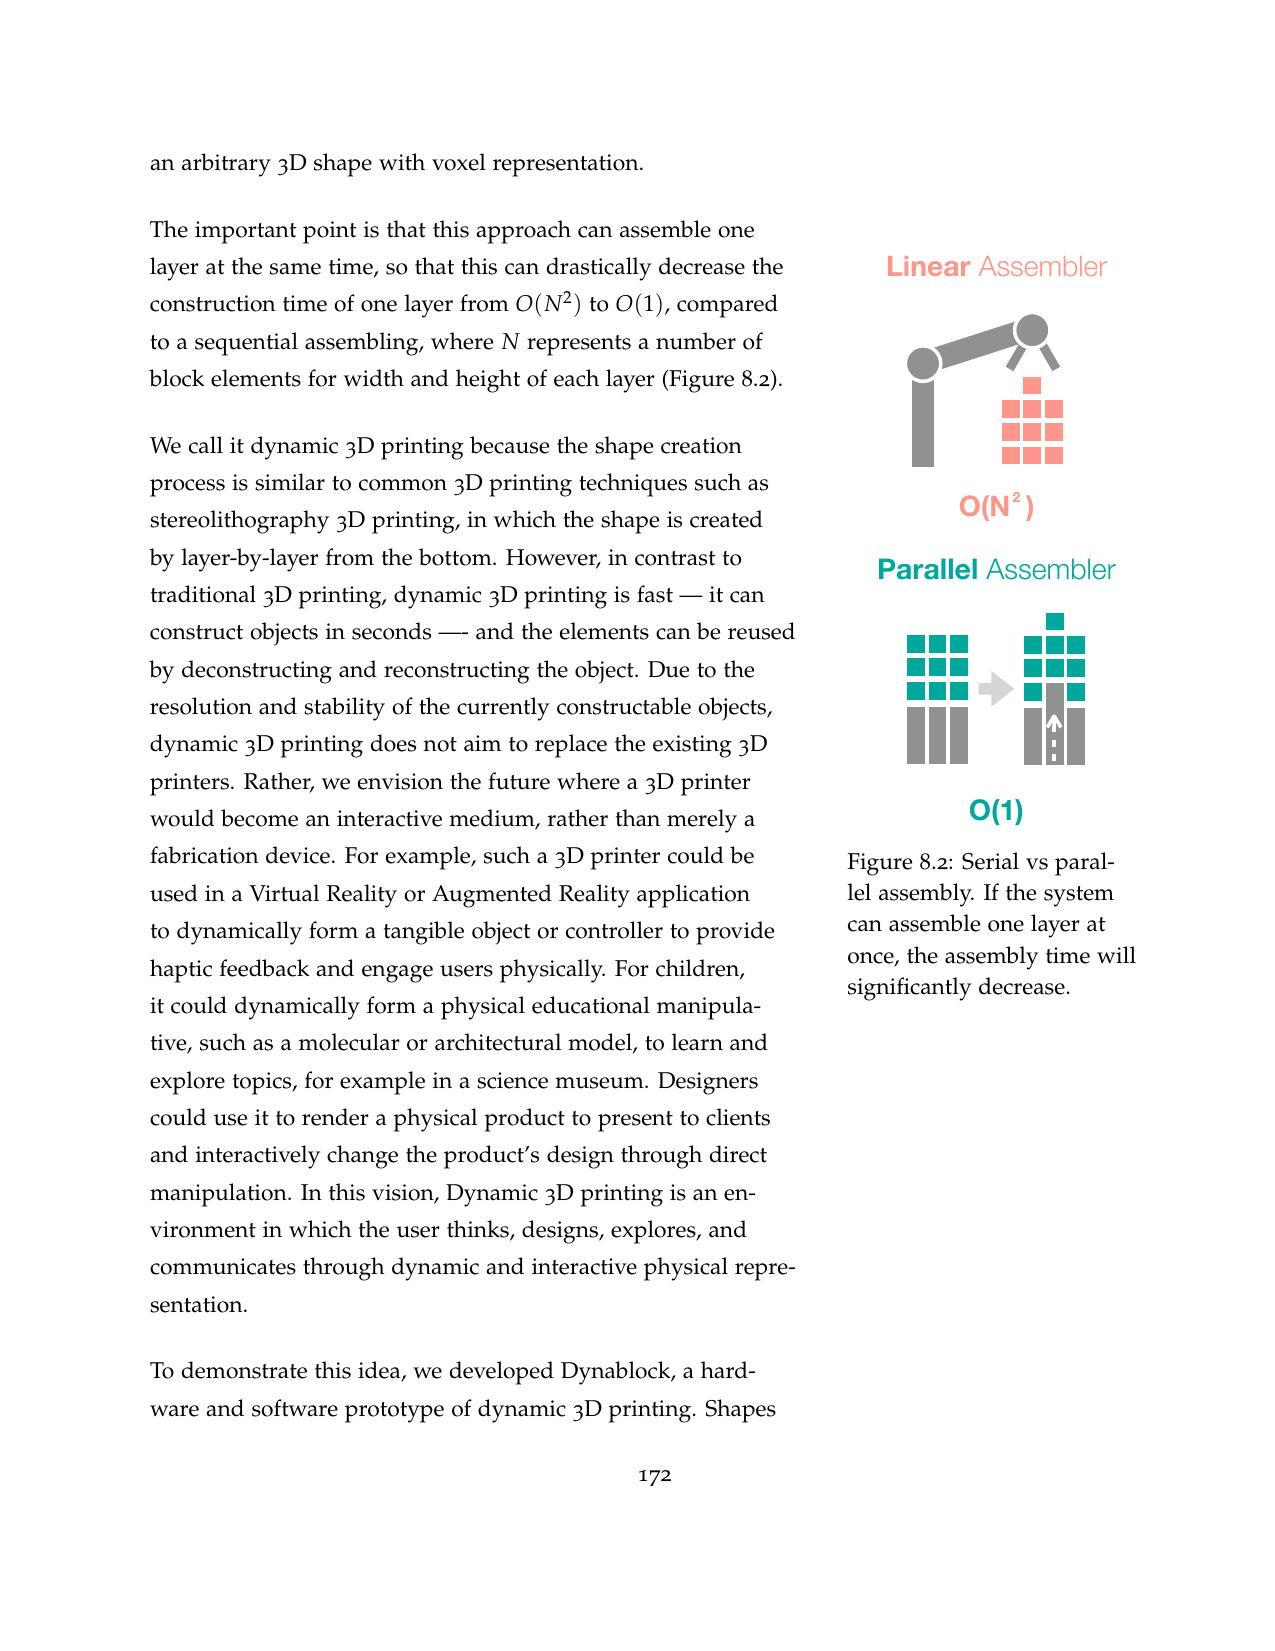 an arbitrary 3D shape with voxel representation.
The important point is that this approach can assemble one
layer at the same time, so that this can drastically decrease the
construction time of one layer from O(N²) to O(1), compared
to a sequential assembling, where N represents a number of
block elements for width and height of each layer (Figure 8.2).
We call it dynamic 3D printing because the shape creation
process is similar to common 3D printing techniques such as
stereolithography 3D printing, in which the shape is created
by layer-by-layer from the bottom. However, in contrast to
traditional 3D printing, dynamic 3D printing is fast — it can
construct objects in seconds —- and the elements can be reused
by deconstructing and reconstructing the object. Due to the
resolution and stability of the currently constructable objects,
dynamic 3D printing does not aim to replace the existing 3D
printers. Rather, we envision the future where a 3D printer
would become an interactive medium, rather than merely a
fabrication device. For example, such a 3D printer could be
used in a Virtual Reality or Augmented Reality application
to dynamically form a tangible object or controller to provide
haptic feedback and engage users physically. For children,
it could dynamically form a physical educational manipula-
tive, such as a molecular or architectural model, to learn and
explore topics, for example in a science museum. Designers
could use it to render a physical product to present to clients
and interactively change the product's design through direct
manipulation. In this vision, Dynamic 3D printing is an en-
vironment in which the user thinks, designs, explores, and
communicates through dynamic and interactive physical repre-
sentation.
To demonstrate this idea, we developed Dynablock, a hard-
ware and software prototype of dynamic 3D printing. Shapes
Linear Assembler
O(N²)
Parallel Assembler
O(1)
Figure 8.2: Serial vs paral-
lel assembly. If the system
can assemble one layer at
once, the assembly time will
significantly decrease.
172